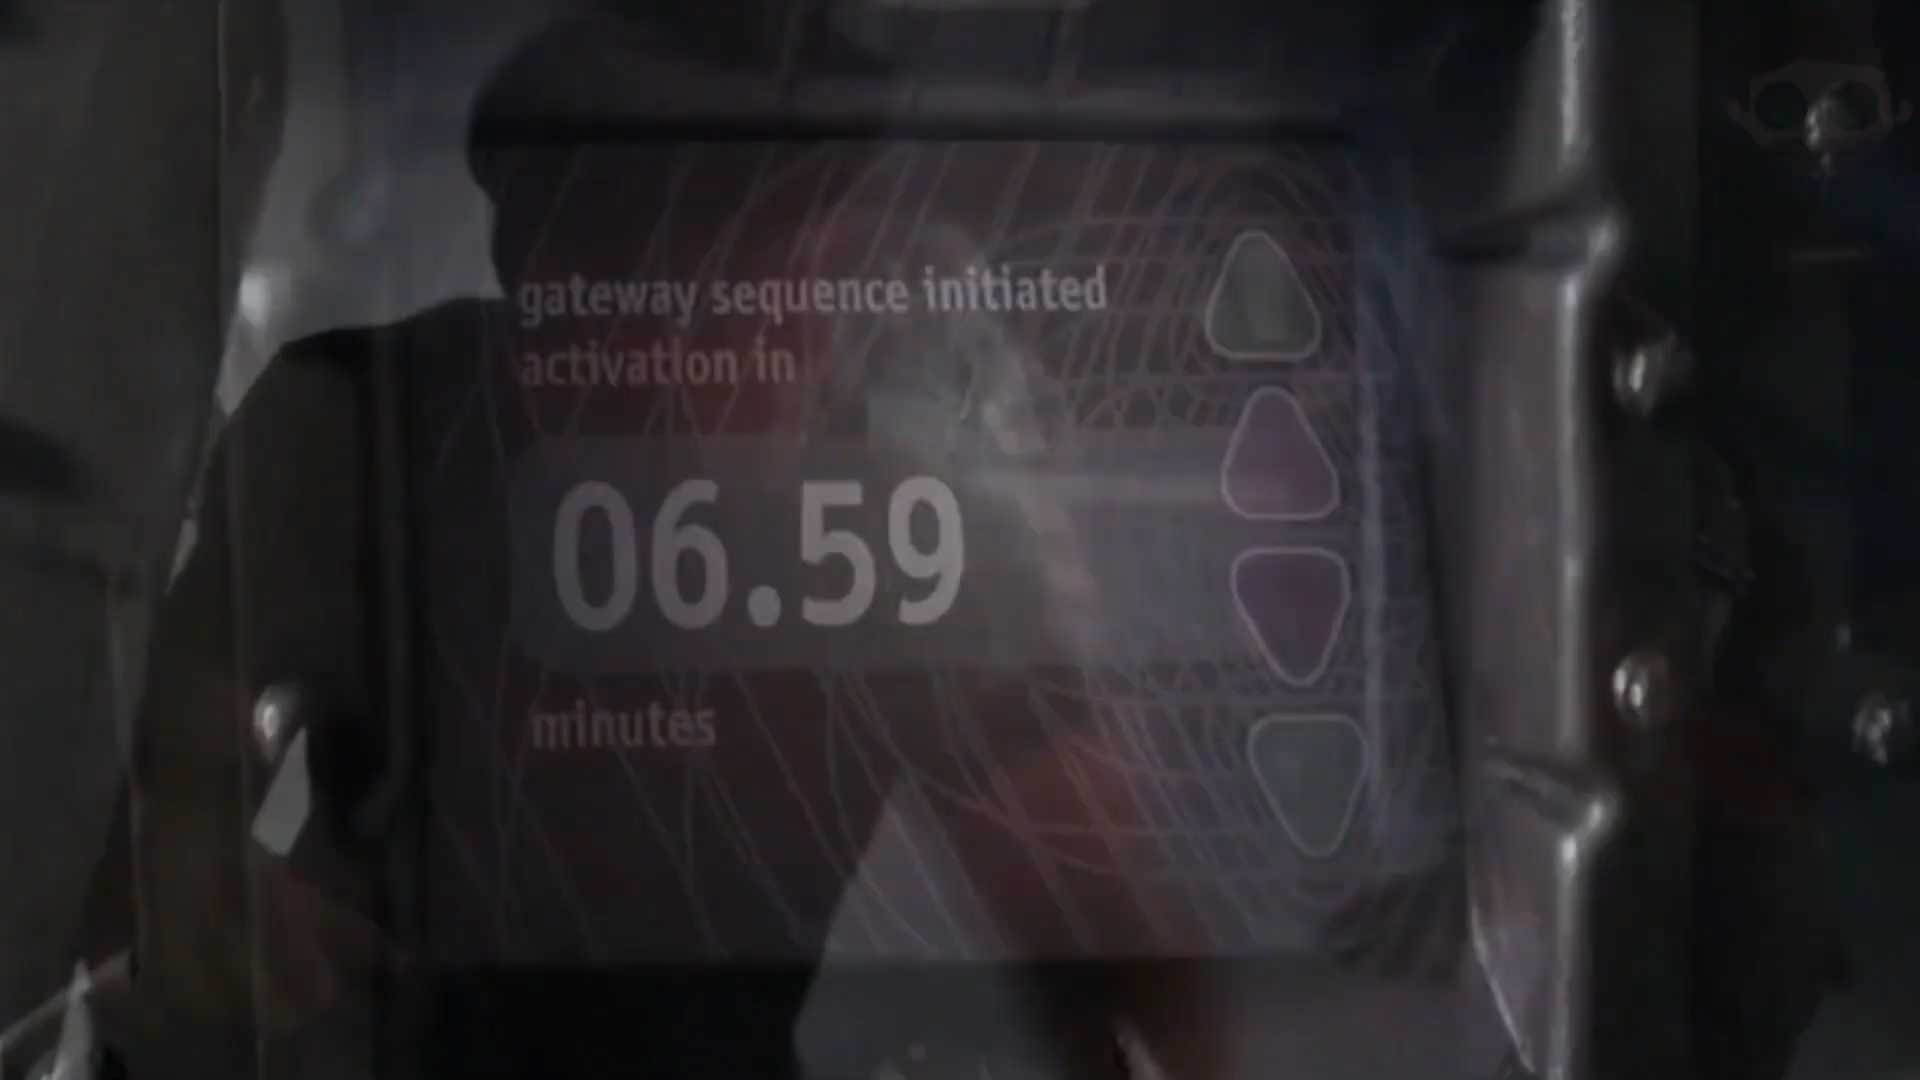 gateway sequence initiated
activation in
06.59
minutes